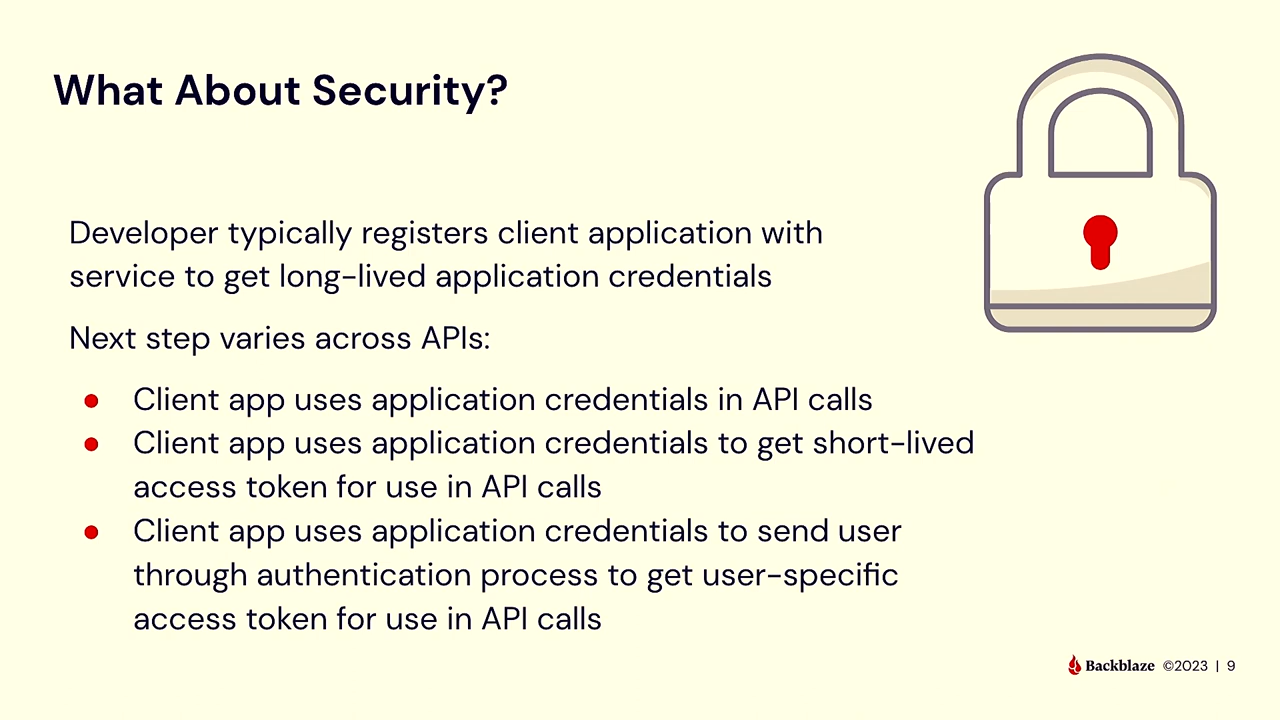 What About Security?
Developer typically registers client application with
service to get long-lived application credentials
Next step varies across APIs:
● Client app uses application credentials in API calls
● Client app uses application credentials to get short-lived
access token for use in API calls
● Client app uses application credentials to send user
through authentication process to get user-specific
access token for use in API calls
Backblaze ©2023 | 9